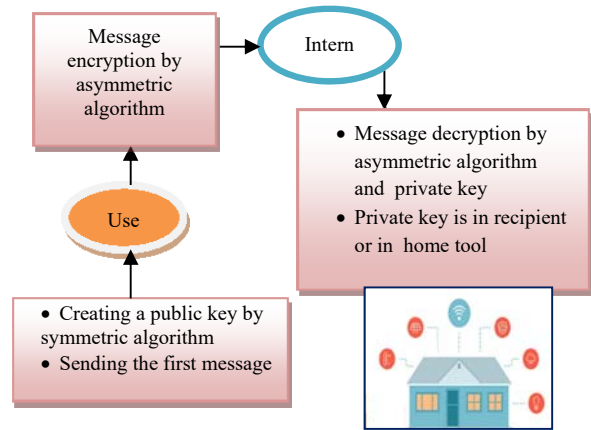 Message
encryption by
asymmetric
algorithm
Intern
• Message decryption by
asymmetric algorithm
and private key
• Private key is in recipient
or in home tool
Use
• Creating a public key by
symmetric algorithm
• Sending the first message